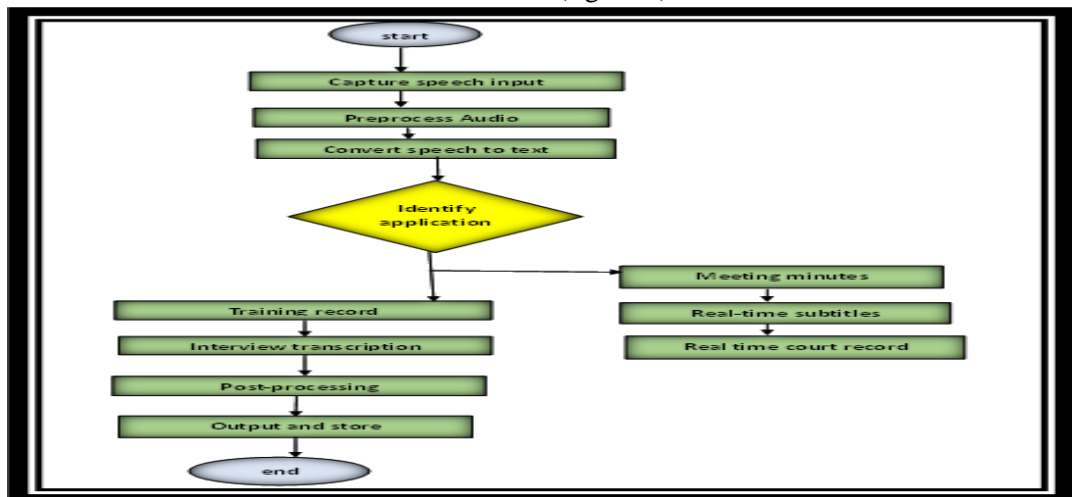 start
Capture speech input
Preprocess Audio
Convert speech to text
Identify
application
Meeting minutes
Real-time subtitles
Real time court record
Training record
Interview transcription
Post-processing
Output and store
end